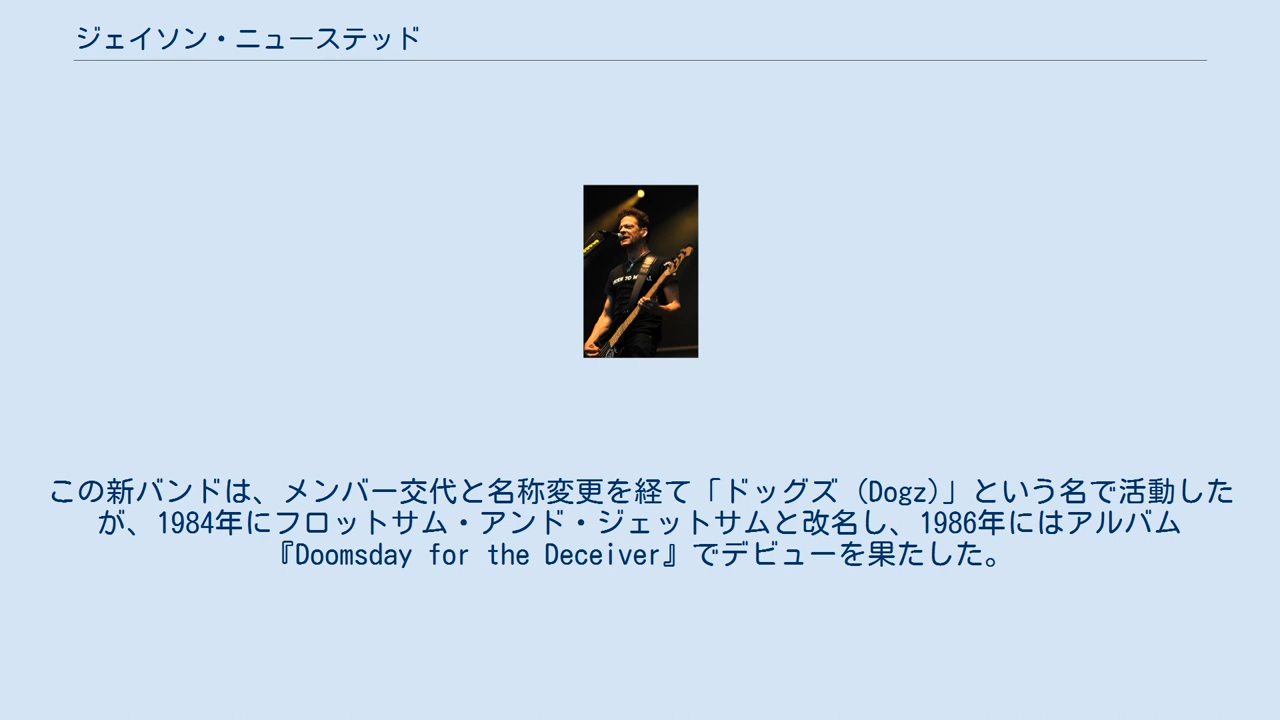 ジェイソン・ニューステッド
この新バンドは、メンバー交代と名称変更を経て「ドッグズ (Dogz)」という名で活動した
が、1984年にフロットサム・アンド・ジェットサムと改名し、1986年にはアルバム
『Doomsday for the Deceiver』でデビューを果たした。